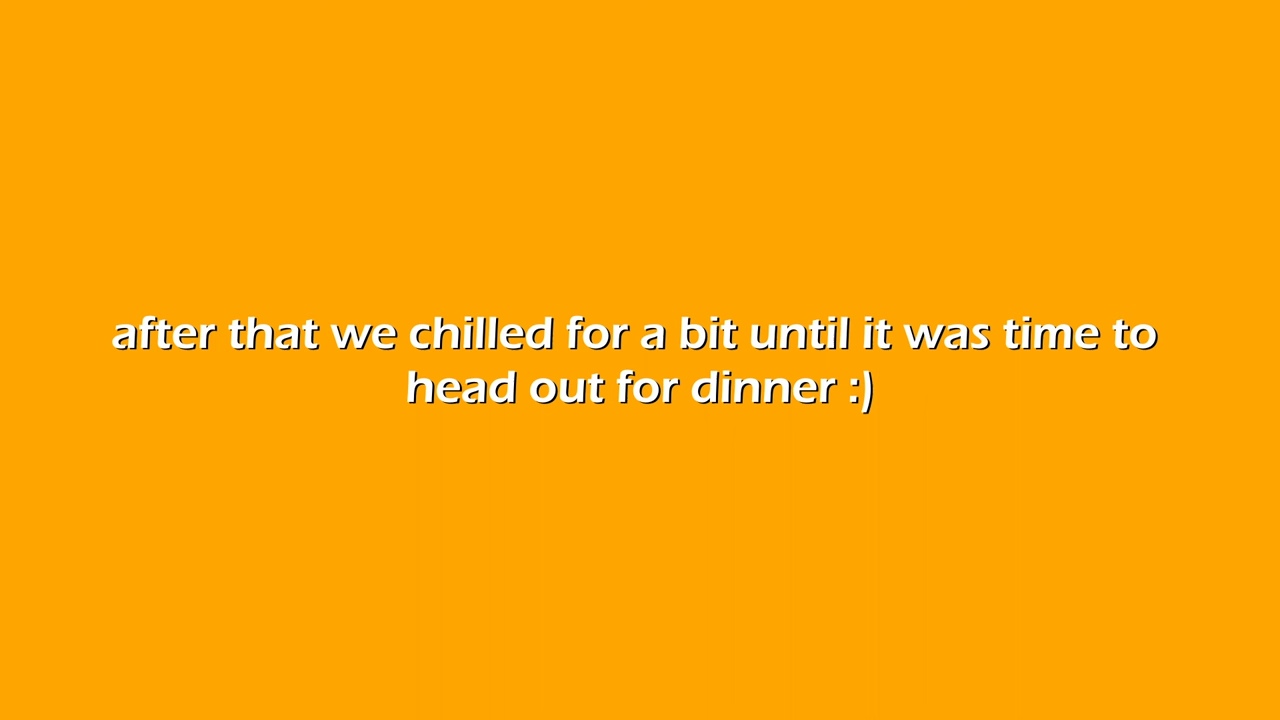 after that we chilled for a bit until it was time to
head out for dinner :)